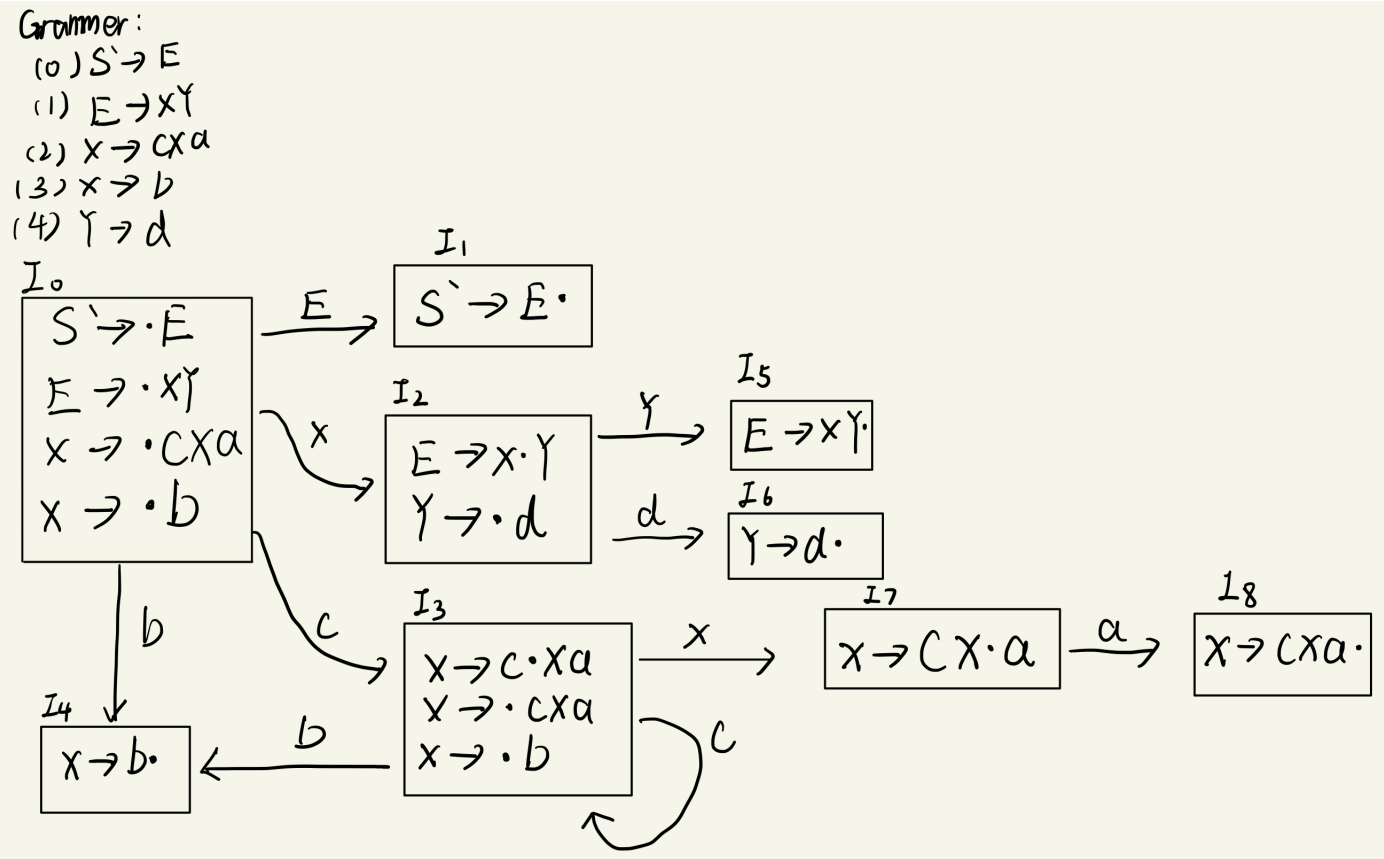 Grammer:
(0) S` → E
(1) E → XY
(2) X → cXa
(3) X → b
(4) Y → d
I0
S` → ·E
E → ·XY
X → ·cXa
X → ·b
E
I1
S` → E·
X
I2
E → X·Y
Y → ·d
Y
I5
E → XY·
d
I6
Y → d·
c
I3
X → c·Xa
X → ·cXa
X → ·b
X
I7
X → cX·a
a
I8
X → cXa·
b
I4
X → b·
b
c